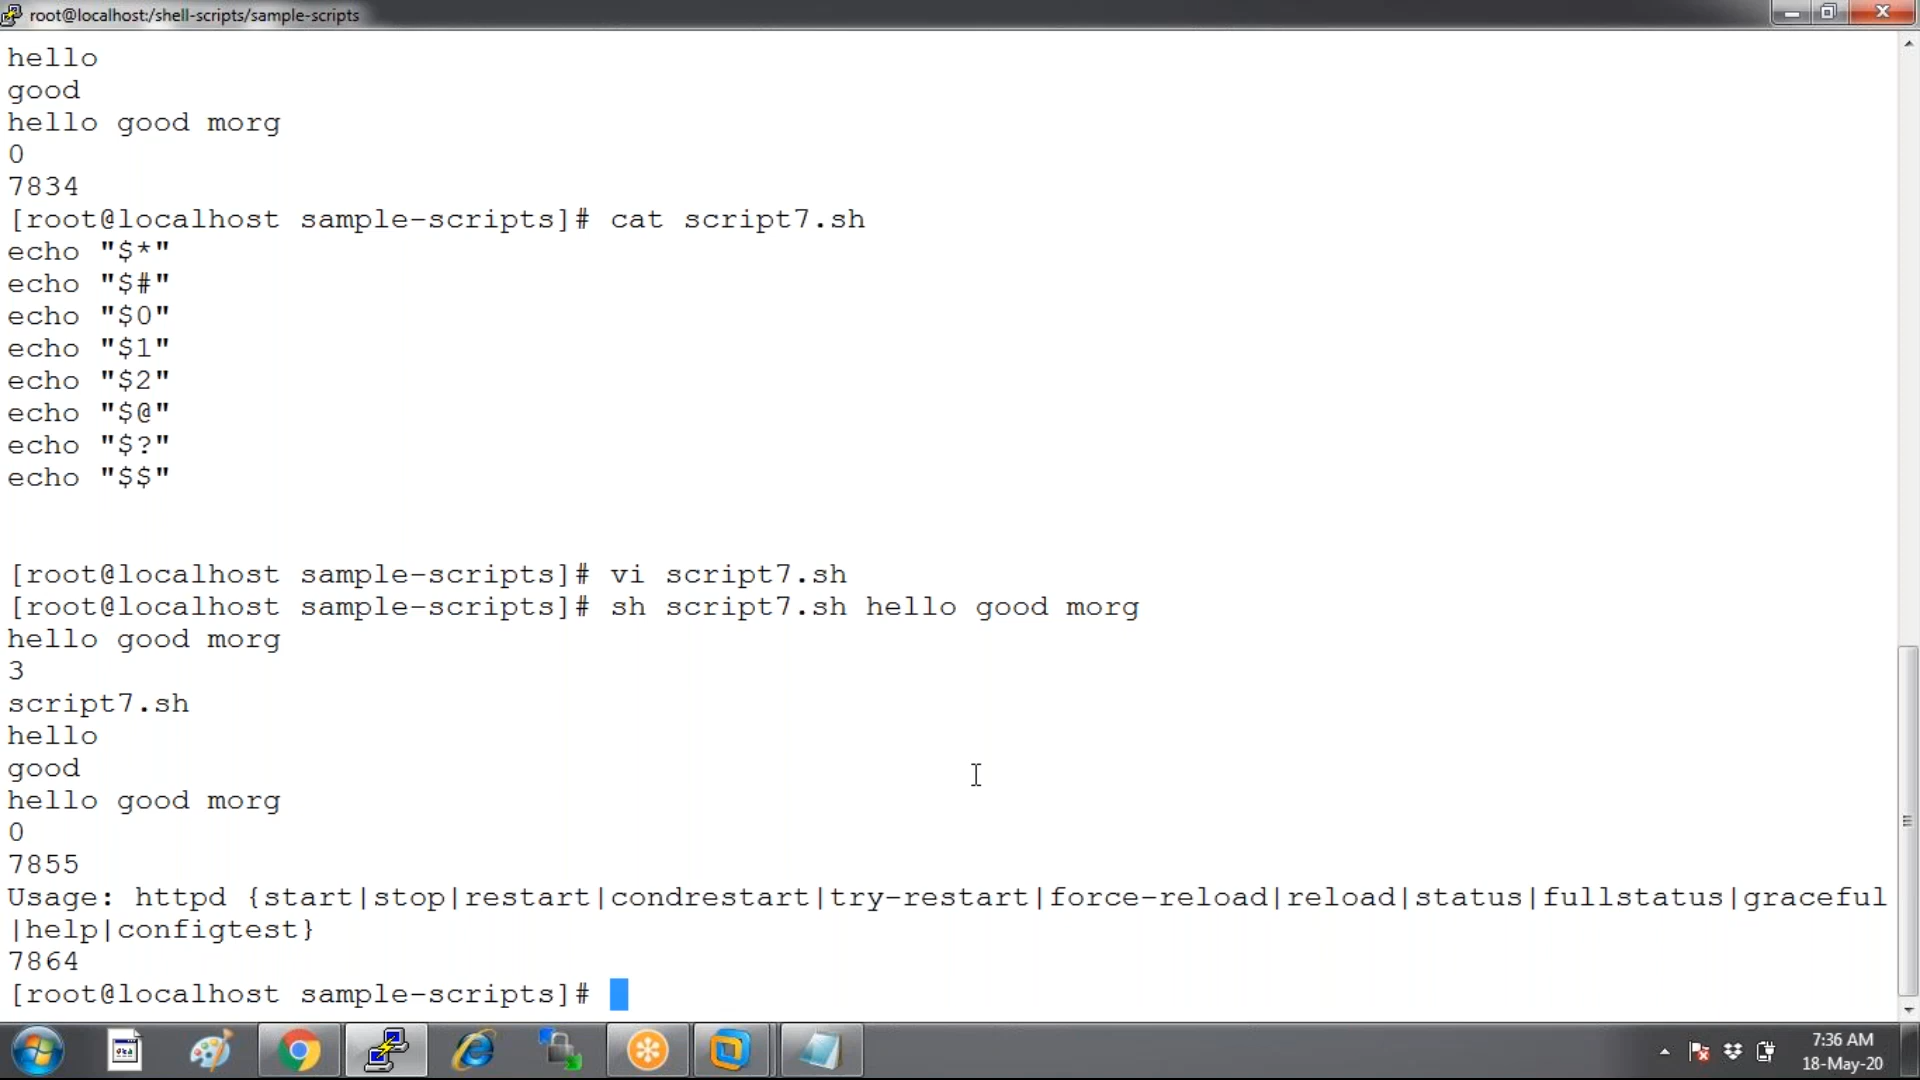 root@localhost:/shell-scripts/sample-scripts
hello
good
hello good morg
0
7834
[root@localhost sample-scripts]# cat script7.sh
echo "$*"
echo "$#"
echo "$0"
echo "$1"
echo "$2"
echo "$@"
echo "$?"
echo "$$"
[root@localhost sample-scripts]# vi script7.sh
[root@localhost sample-scripts]# sh script7.sh hello good morg
hello good morg
3
script7.sh
hello
good
hello good morg
0
7855
Usage: httpd {start|stop|restart|condrestart|try-restart|force-reload|reload|status|fullstatus|graceful
|help|configtest}
7864
[root@localhost sample-scripts]#
7:36 AM
18-May-20